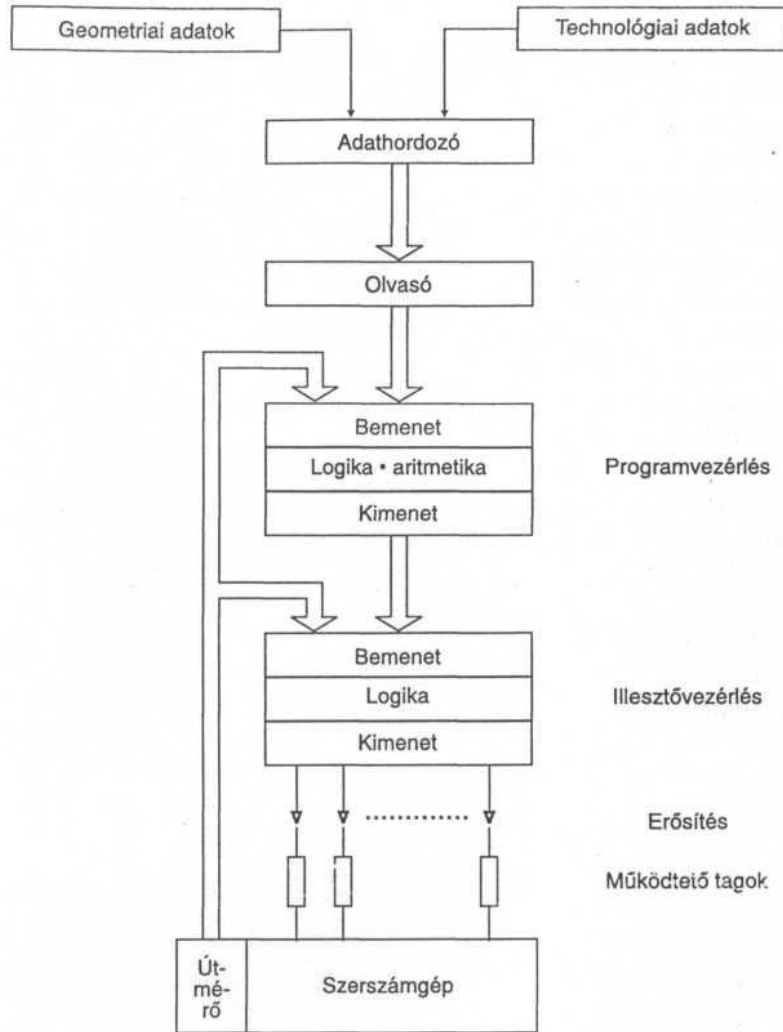 Geometriai adatok
Technológiai adatok
Adathordozó
Olvasó
Bemenet
Logika • aritmetika
Kimenet
Programvezérlés
Bemenet
Logika
Kimenet
Illesztővezérlés
Erősítés
Működtető tagok
Út-
mé-
rő
Szerszámgép